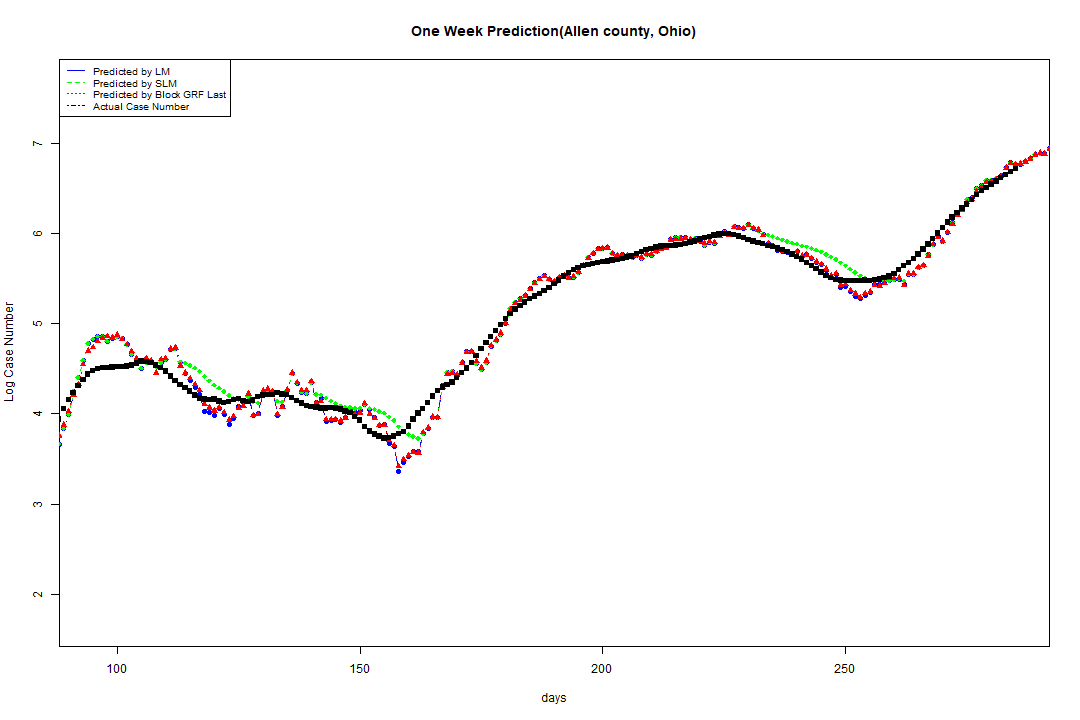 One Week Prediction(Allen county, Ohio)
Predicted by LM
Predicted by SLM
Predicted by Block GRF Last
Actual Case Number
7
6
5
4
3
2
Log Case Number
100 150 200 250
days